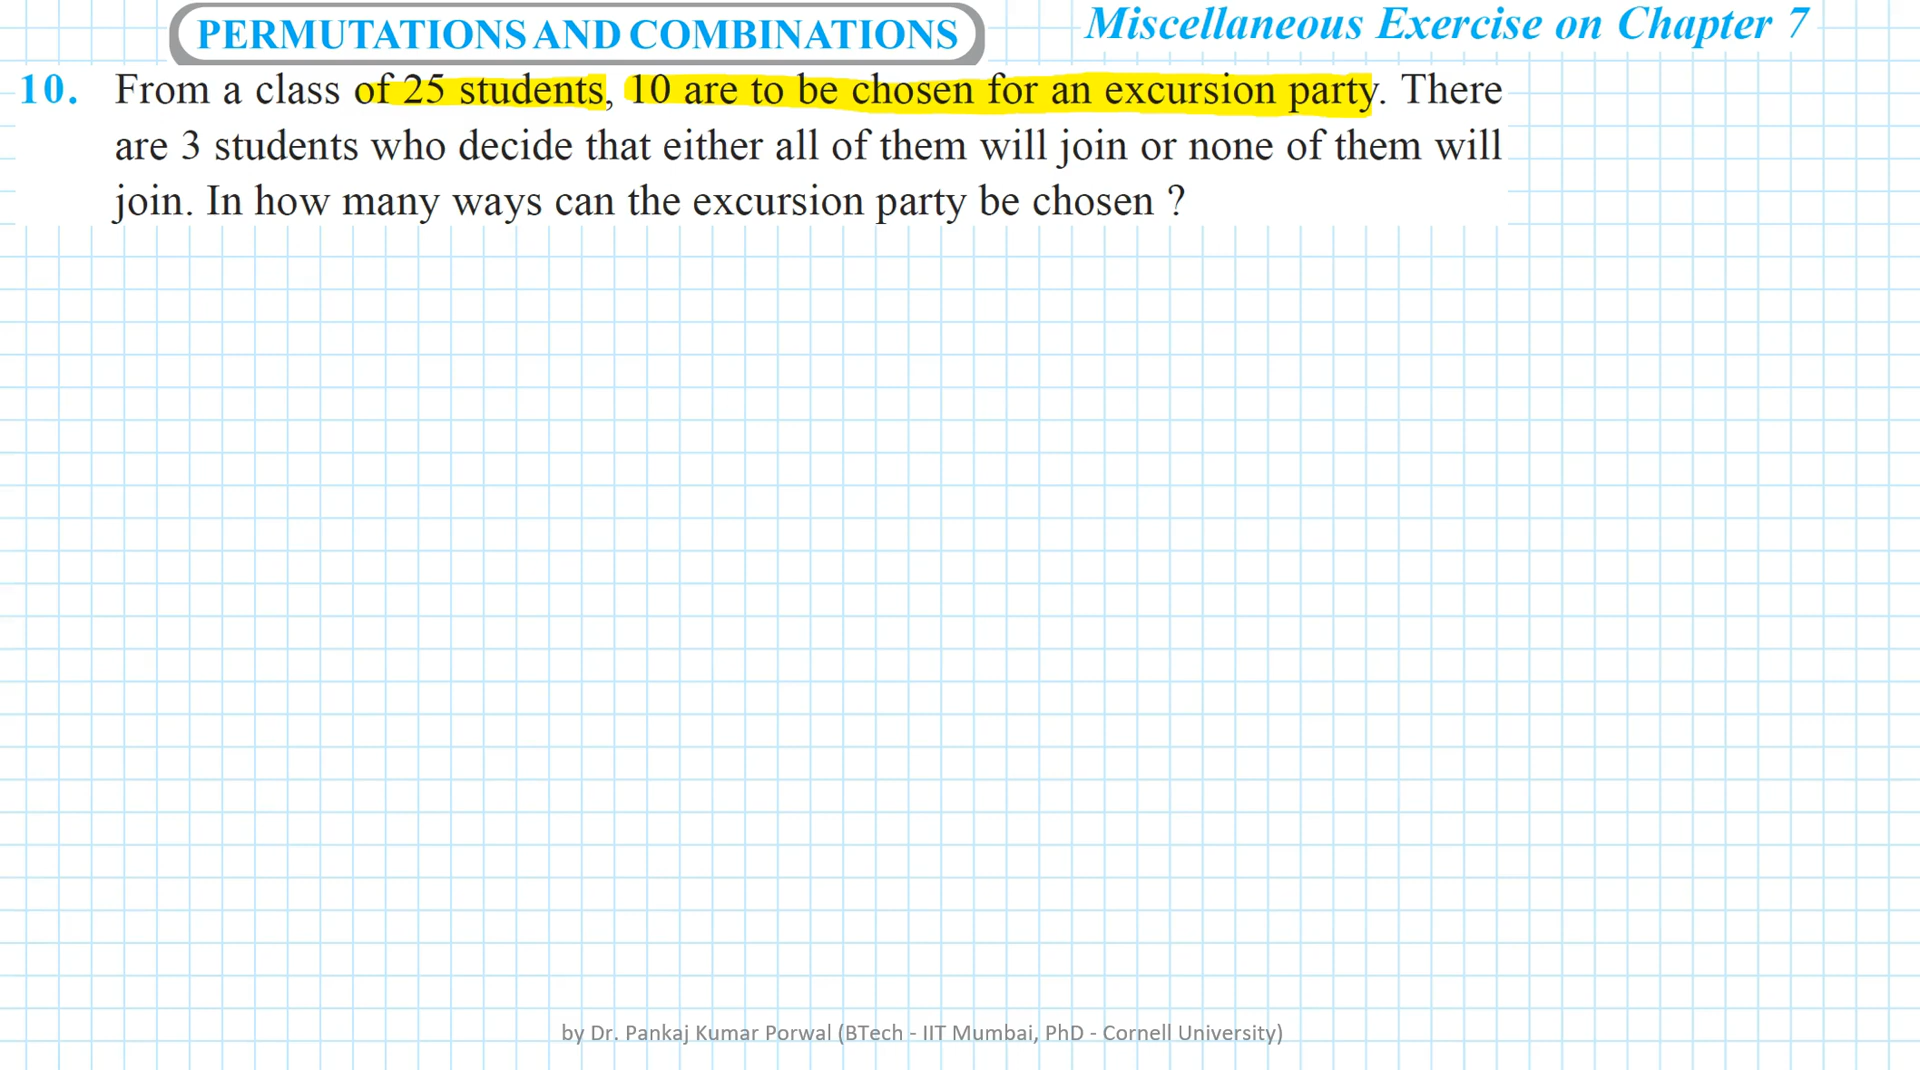 PERMUTATIONS AND COMBINATIONS
Miscellaneous Exercise on Chapter 7
10. From a class of 25 students, 10 are to be chosen for an excursion party. There
are 3 students who decide that either all of them will join or none of them will
join. In how many ways can the excursion party be chosen ?
by Dr. Pankaj Kumar Porwal (BTech - IIT Mumbai, PhD - Cornell University)